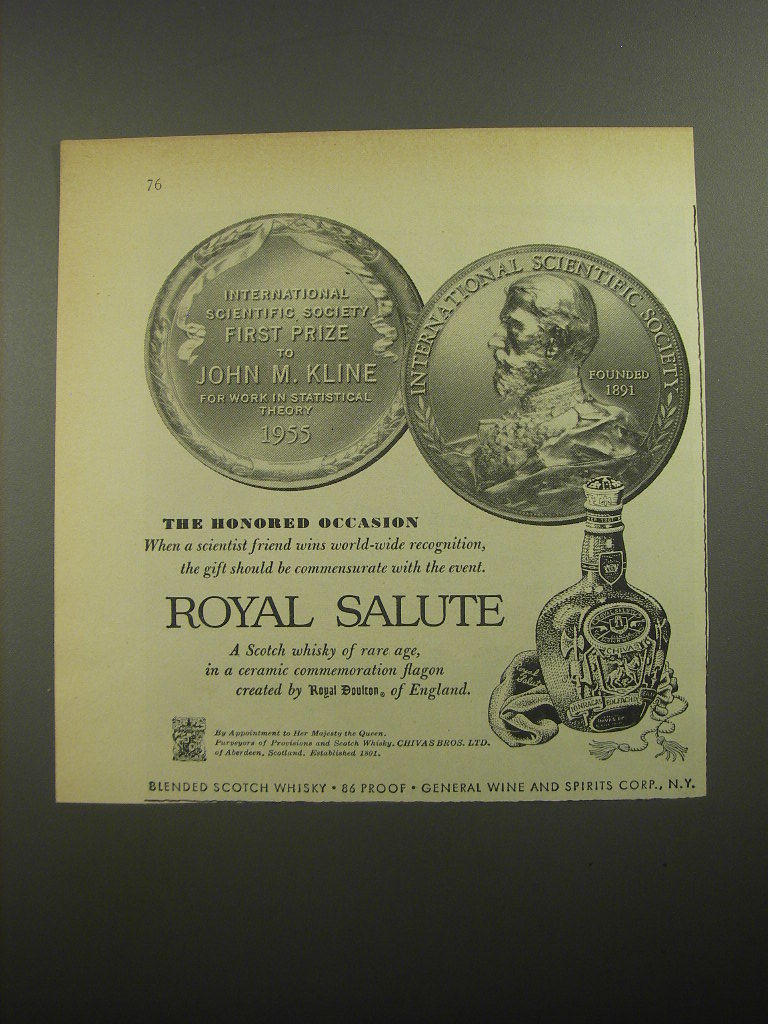 76
INTERNATIONAL
SCIENTIFIC SOCIETY
FIRST PRIZE
TO
JOHN M. KLINE
FOR WORK IN STATISTICAL
THEORY
1955
INTERNATIONAL SCIENTIFIC SOCIETY
FOUNDED
1891
THE HONORED OCCASION
When a scientist friend wins world-wide recognition,
the gift should be commensurate with the event.
ROYAL SALUTE
A Scotch whisky of rare age,
in a ceramic commemoration flagon
created by Royal Doulton® of England.
CHIVAS
By Appointment to Her Majesty the Queen.
Purveyors of Provisions and Scotch Whisky. CHIVAS BROS. LTD.
of Aberdeen, Scotland. Established 1801.
BLENDED SCOTCH WHISKY • 86 PROOF • GENERAL WINE AND SPIRITS CORP., N.Y.